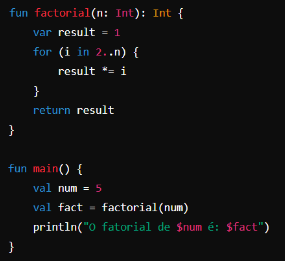 fun factorial(n: Int): Int {
    var result = 1
    for (i in 2..n) {
        result *= i
    }
    return result
}

fun main() {
    val num = 5
    val fact = factorial(num)
    println("O fatorial de $num é: $fact")
}